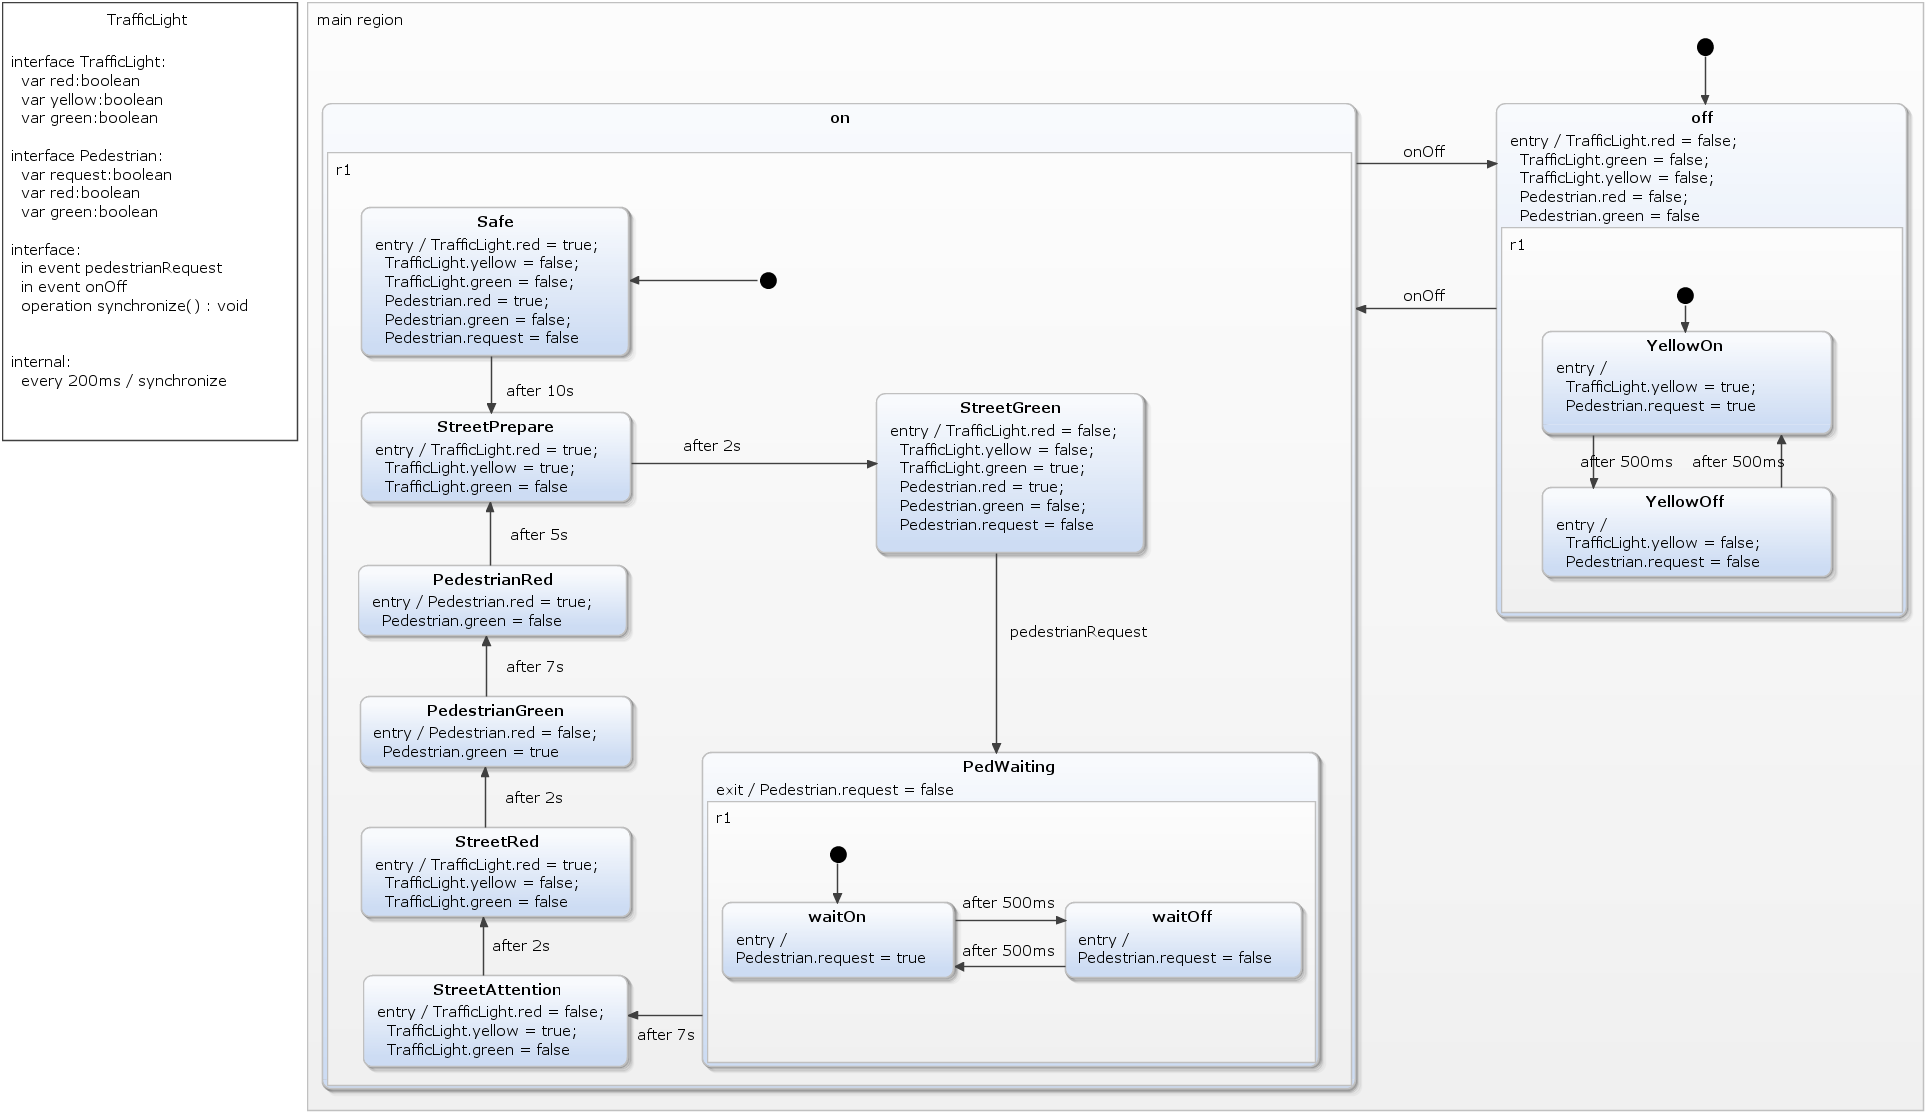 TrafficLight
interface TrafficLight:
var red:boolean
var yellow:boolean
var green:boolean
interface Pedestrian:
var request:boolean
var red:boolean
var green:boolean
interface:
in event pedestrianRequest
in event onOff
operation synchronize() : void
internal:
every 200ms / synchronize
main region
on
r1
Safe
entry / TrafficLight.red = true;
TrafficLight.yellow = false;
TrafficLight.green = false;
Pedestrian.red = true;
Pedestrian.green = false;
Pedestrian.request = false
after 10s
StreetPrepare
entry / TrafficLight.red = true;
TrafficLight.yellow = true;
TrafficLight.green = false
after 2s
StreetGreen
entry / TrafficLight.red = false;
TrafficLight.yellow = false;
TrafficLight.green = true;
Pedestrian.red = true;
Pedestrian.green = false;
Pedestrian.request = false
after 5s
PedestrianRed
entry / Pedestrian.red = true;
Pedestrian.green = false
pedestrianRequest
after 7s
PedestrianGreen
entry / Pedestrian.red = false;
Pedestrian.green = true
after 2s
StreetRed
entry / TrafficLight.red = true;
TrafficLight.yellow = false;
TrafficLight.green = false
after 2s
StreetAttention
entry / TrafficLight.red = false;
TrafficLight.yellow = true;
TrafficLight.green = false
after 7s
PedWaiting
exit / Pedestrian.request = false
r1
waitOn
entry /
Pedestrian.request = true
after 500ms
after 500ms
waitOff
entry /
Pedestrian.request = false
onOff
onOff
off
entry / TrafficLight.red = false;
TrafficLight.green = false;
TrafficLight.yellow = false;
Pedestrian.red = false;
Pedestrian.green = false
r1
YellowOn
entry /
TrafficLight.yellow = true;
Pedestrian.request = true
after 500ms after 500ms
YellowOff
entry /
TrafficLight.yellow = false;
Pedestrian.request = false